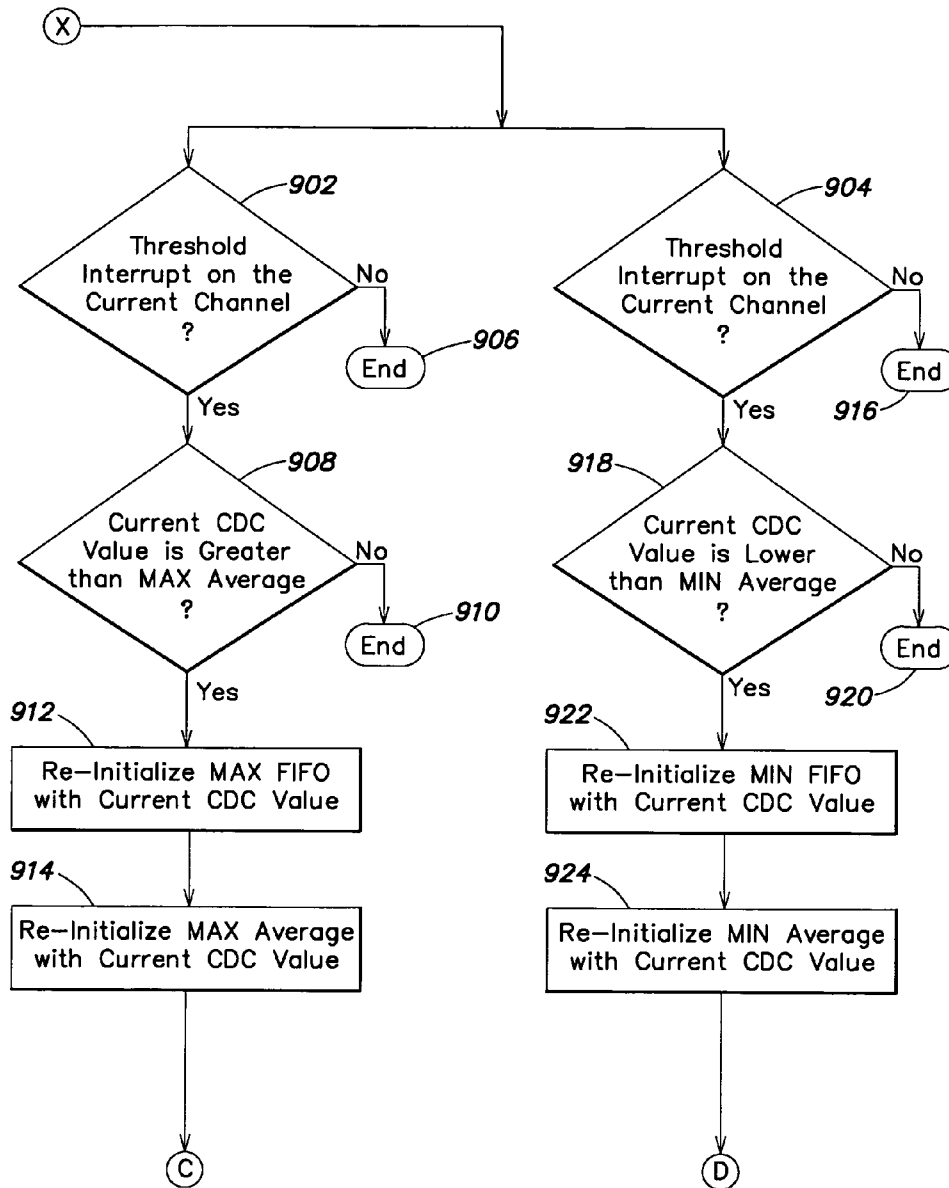 X
902
Threshold
Interrupt on the
Current Channel
?
No
End
906
Yes
908
Current CDC
Value is Greater
than MAX Average
?
No
End
910
Yes
912
Re-Initialize MAX FIFO
with Current CDC Value
914
Re-Initialize MAX Average
with Current CDC Value
C
904
Threshold
Interrupt on the
Current Channel
?
No
End
916
Yes
918
Current CDC
Value is Lower
than MIN Average
?
No
End
920
Yes
922
Re-Initialize MIN FIFO
with Current CDC Value
924
Re-Initialize MIN Average
with Current CDC Value
D